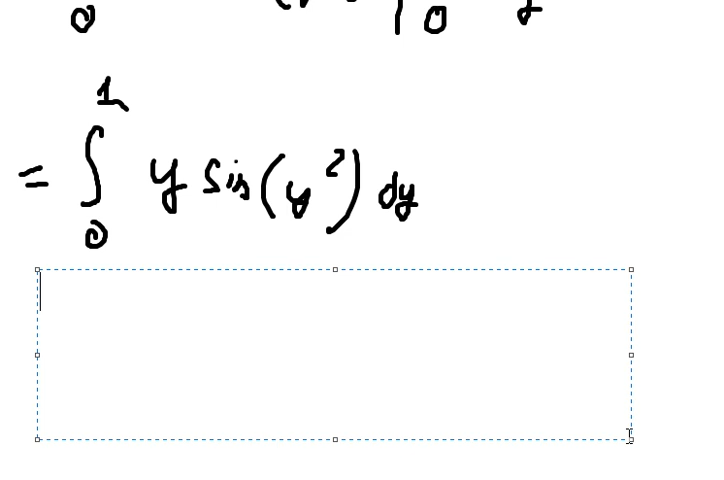 1
= ∫ y sin(y²) dy
0